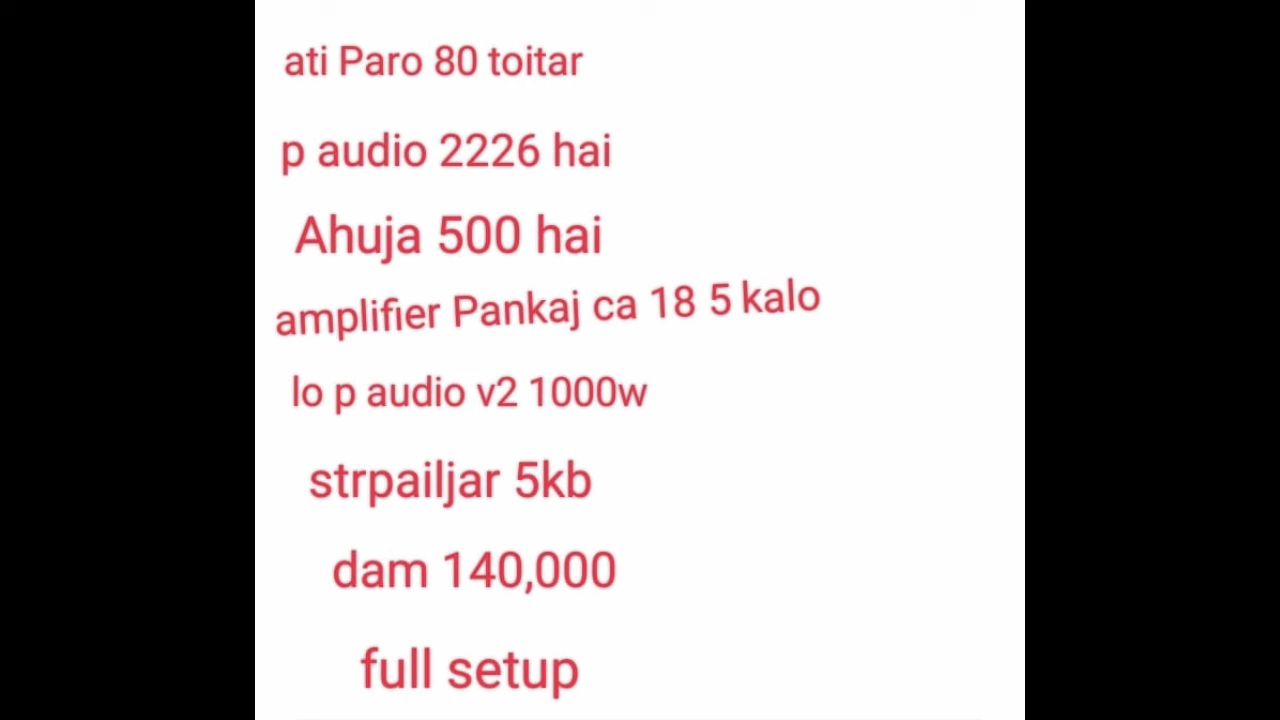 ati Paro 80 toitar
p audio 2226 hai
Ahuja 500 hai
amplifier Pankaj ca 18 5 kalo
lo p audio v2 1000w
strpailjar 5kb
dam 140,000
full setup